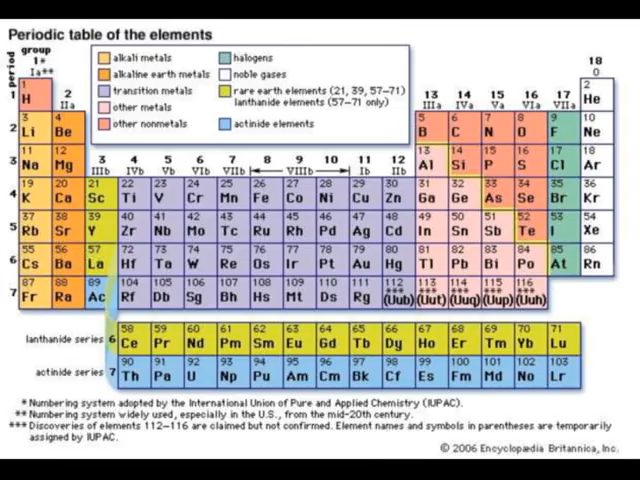 Periodic table of the elements
group
period
1* 18
Ia** 0
alkali metals halogens
alkaline earth metals noble gases
transition metals rare earth elements (21, 39, 57–71)
lanthanide elements (57–71 only)
other metals
other nonmetals actinide elements
2 13 14 15 16 17
IIa IIIa IVa Va VIa VIIa
3 4 5 6 7 8 9 10 11 12
IIIb IVb Vb VIb VIIb VIIIb Ib IIb
1 1 2
H He
2 3 4 5 6 7 8 9 10
Li Be B C N O F Ne
3 11 12 13 14 15 16 17 18
Na Mg Al Si P S Cl Ar
4 19 20 21 22 23 24 25 26 27 28 29 30 31 32 33 34 35 36
K Ca Sc Ti V Cr Mn Fe Co Ni Cu Zn Ga Ge As Se Br Kr
5 37 38 39 40 41 42 43 44 45 46 47 48 49 50 51 52 53 54
Rb Sr Y Zr Nb Mo Tc Ru Rh Pd Ag Cd In Sn Sb Te I Xe
6 55 56 57 72 73 74 75 76 77 78 79 80 81 82 83 84 85 86
Cs Ba La Hf Ta W Re Os Ir Pt Au Hg Tl Pb Bi Po At Rn
7 87 88 89 104 105 106 107 108 109 110 111 112 113 114 115 116
*** *** *** *** ***
Fr Ra Ac Rf Db Sg Bh Hs Mt Ds Rg (Uub) (Uut) (Uuq) (Uup) (Uuh)
58 59 60 61 62 63 64 65 66 67 68 69 70 71
lanthanide series 6 Ce Pr Nd Pm Sm Eu Gd Tb Dy Ho Er Tm Yb Lu
90 91 92 93 94 95 96 97 98 99 100 101 102 103
actinide series 7 Th Pa U Np Pu Am Cm Bk Cf Es Fm Md No Lr
* Numbering system adopted by the International Union of Pure and Applied Chemistry (IUPAC).
** Numbering system widely used, especially in the U.S., from the mid-20th century.
*** Discoveries of elements 112–116 are claimed but not confirmed. Element names and symbols in parentheses are temporarily
assigned by IUPAC.
© 2006 Encyclopædia Britannica, Inc.